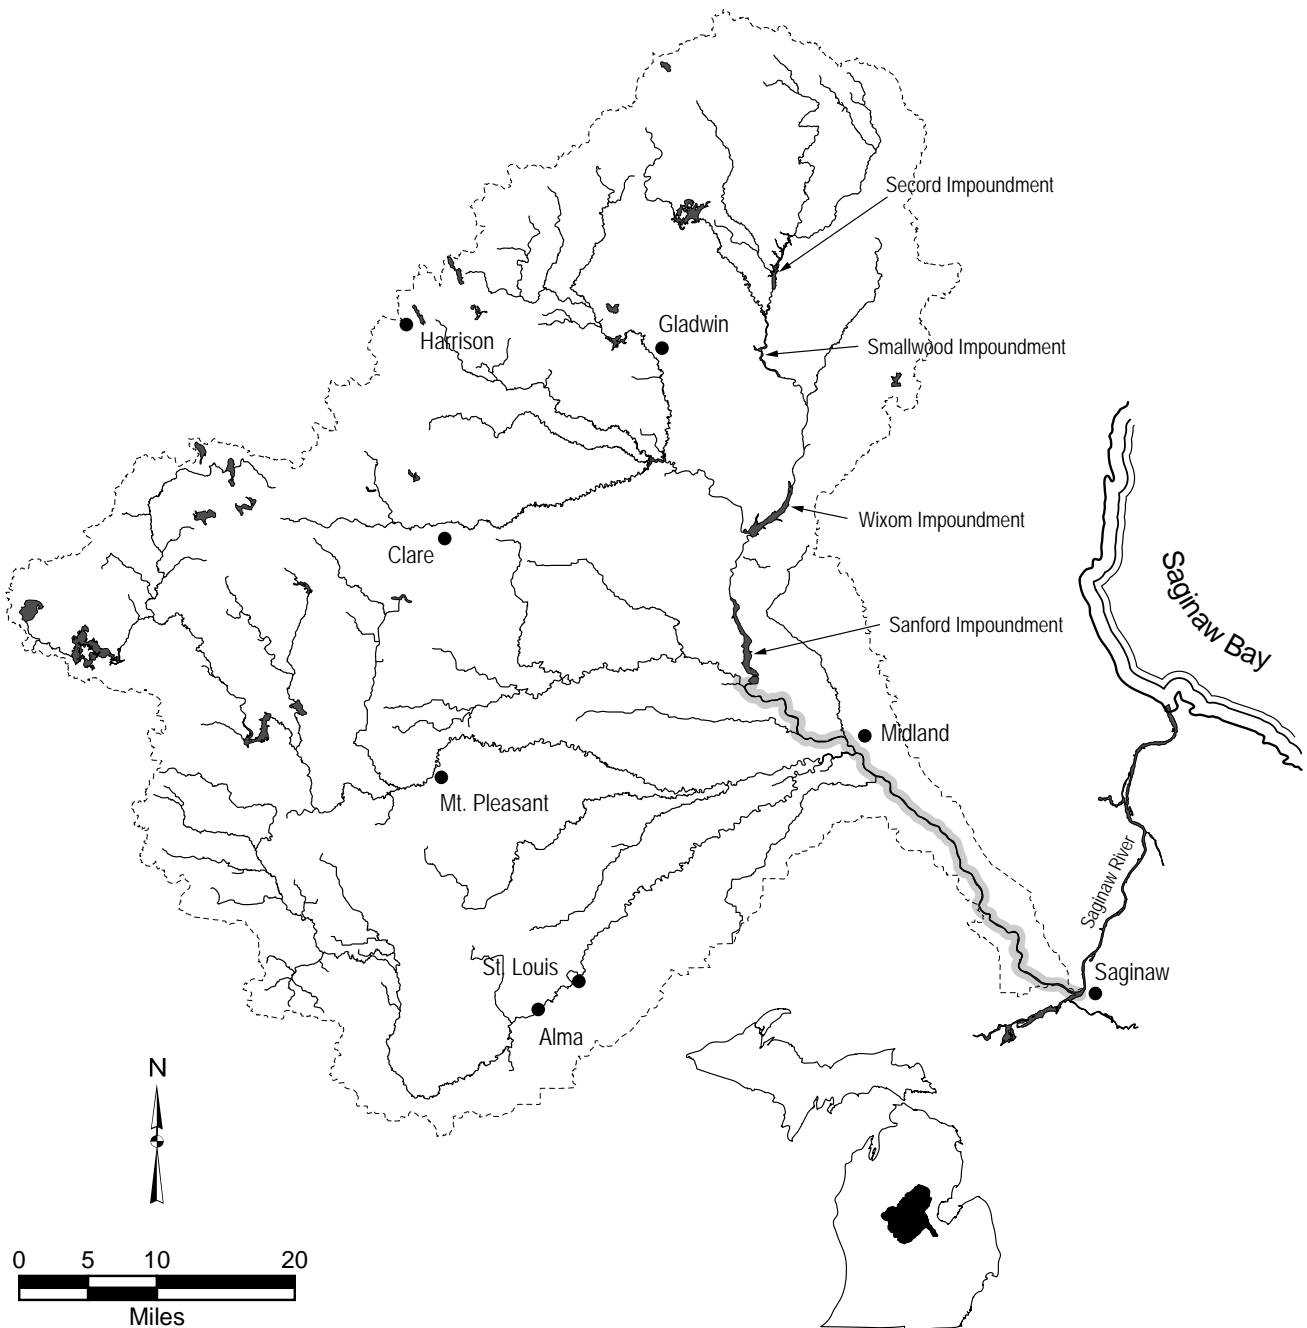 Secord Impoundment
Gladwin
Harrison
Smallwood Impoundment
Wixom Impoundment
Clare
Saginaw Bay
Sanford Impoundment
Midland
Mt. Pleasant
Saginaw River
St. Louis
Saginaw
Alma
N
0 5 10 20
Miles